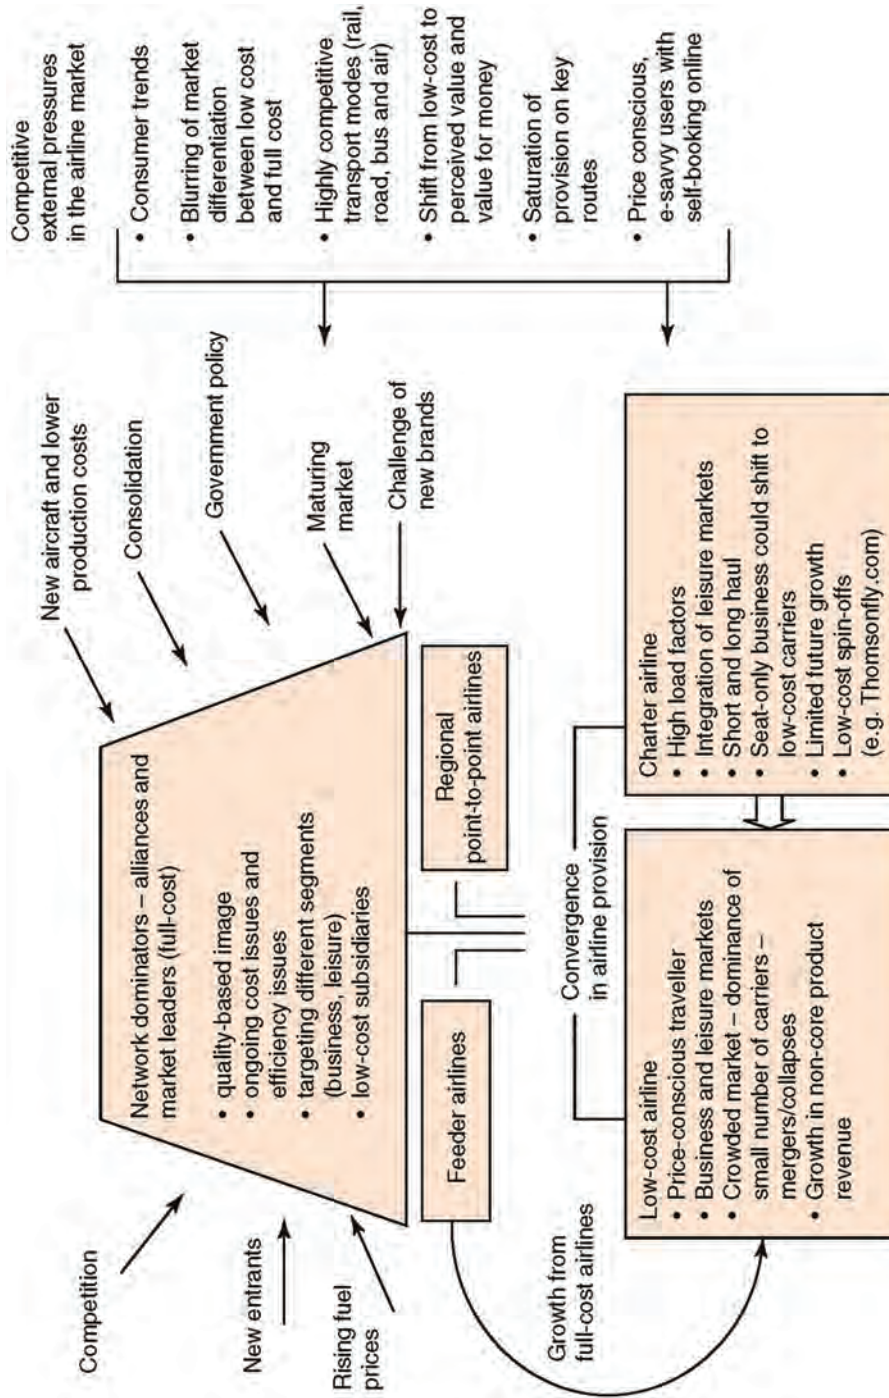 New aircraft and lower
production costs
Consolidation
Government policy
Maturing
market
Challenge of
new brands
Competition
New entrants
Rising fuel
prices
Network dominators – alliances and
market leaders (full-cost)
• quality-based image
• ongoing cost issues and
efficiency issues
• targeting different segments
(business, leisure)
• low-cost subsidiaries
Feeder airlines
Regional
point-to-point airlines
Growth from
full-cost airlines
Convergence
in airline provision
Low-cost airline
• Price-conscious traveller
• Business and leisure markets
• Crowded market – dominance of
small number of carriers –
mergers/collapses
• Growth in non-core product
revenue
Charter airline
• High load factors
• Integration of leisure markets
• Short and long haul
• Seat-only business could shift to
low-cost carriers
• Limited future growth
• Low-cost spin-offs
(e.g. Thomsonfly.com)
Competitive
external pressures
in the airline market
• Consumer trends
• Blurring of market
differentiation
between low cost
and full cost
• Highly competitive
transport modes (rail,
road, bus and air)
• Shift from low-cost to
perceived value and
value for money
• Saturation of
provision on key
routes
• Price conscious,
e-savvy users with
self-booking online